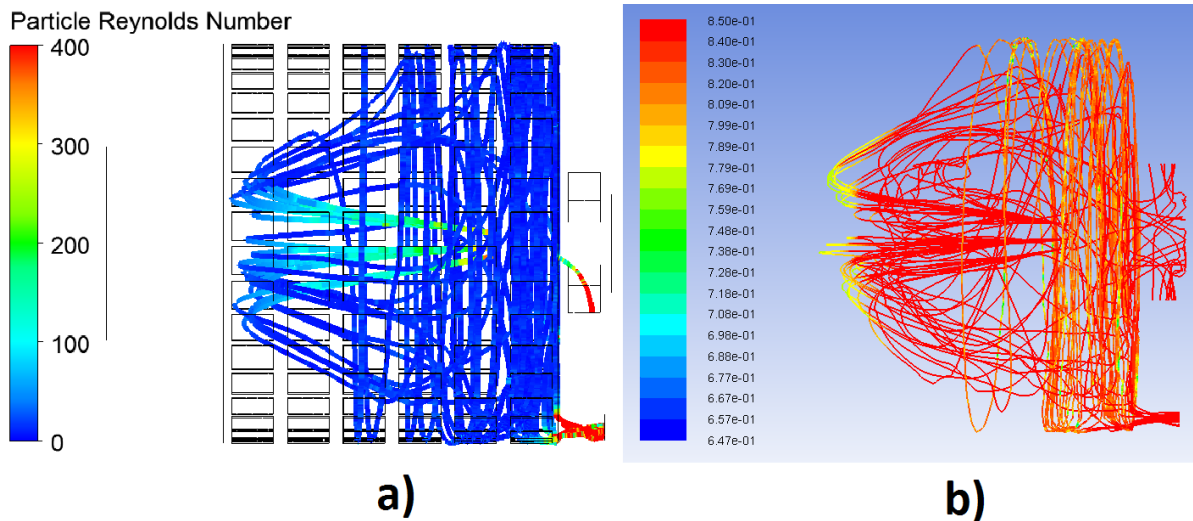 Particle Reynolds Number
400
300
200
100
0
8.50e-01
8.40e-01
8.30e-01
8.20e-01
8.09e-01
7.99e-01
7.89e-01
7.79e-01
7.69e-01
7.59e-01
7.48e-01
7.38e-01
7.28e-01
7.18e-01
7.08e-01
6.98e-01
6.88e-01
6.77e-01
6.67e-01
6.57e-01
6.47e-01
a)
b)